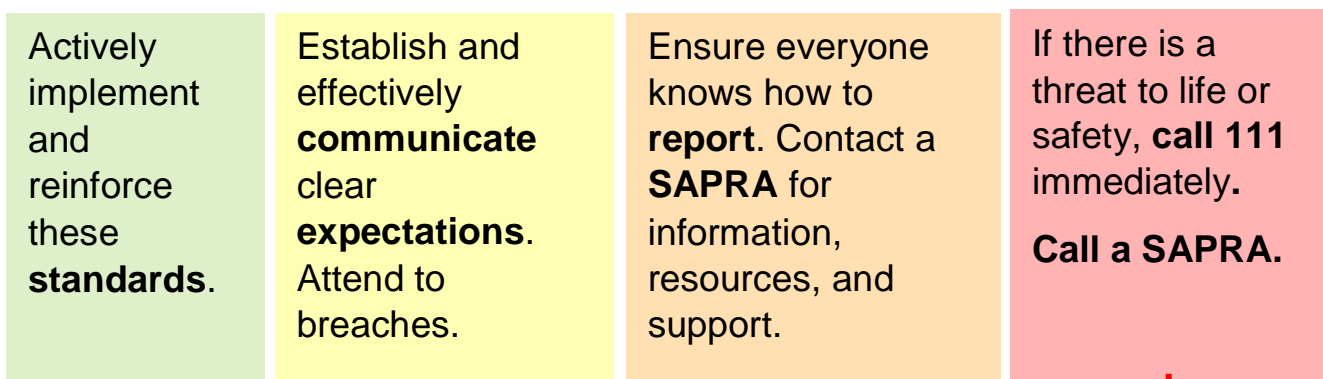 Actively
implement
and
reinforce
these
standards.
Establish and
effectively
communicate
clear
expectations.
Attend to
breaches.
Ensure everyone
knows how to
report. Contact a
SAPRA for
information,
resources, and
support.
If there is a
threat to life or
safety, call 111
immediately.
Call a SAPRA.